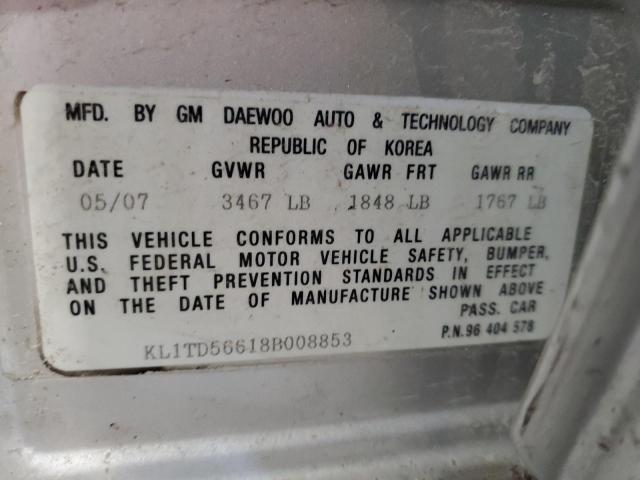 MFD. BY GM DAEWOO AUTO & TECHNOLOGY COMPANY
REPUBLIC OF KOREA
DATE GVWR GAWR FRT GAWR RR
05/07 3467 LB 1848 LB 1767 LB
THIS VEHICLE CONFORMS TO ALL APPLICABLE
U.S. FEDERAL MOTOR VEHICLE SAFETY, BUMPER,
AND THEFT PREVENTION STANDARDS IN EFFECT
ON THE DATE OF MANUFACTURE SHOWN ABOVE
PASS. CAR
KL1TD56618B008853 P.N.96 404 578